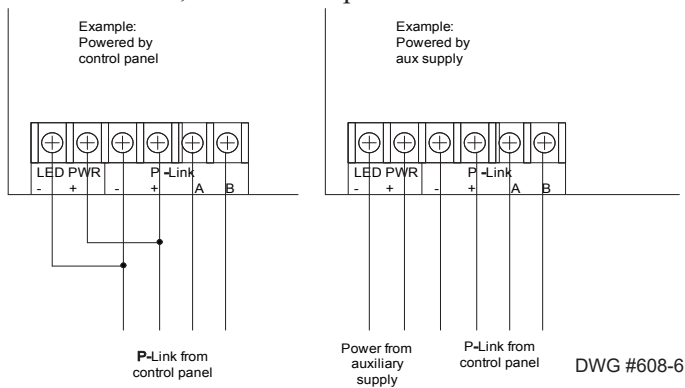 Example:
Powered by
control panel
LED PWR P -Link
- + - + A B
P-Link from
control panel
Example:
Powered by
aux supply
LED PWR P -Link
- + - + A B
Power from
auxiliary
supply
P-Link from
control panel
DWG #608-6